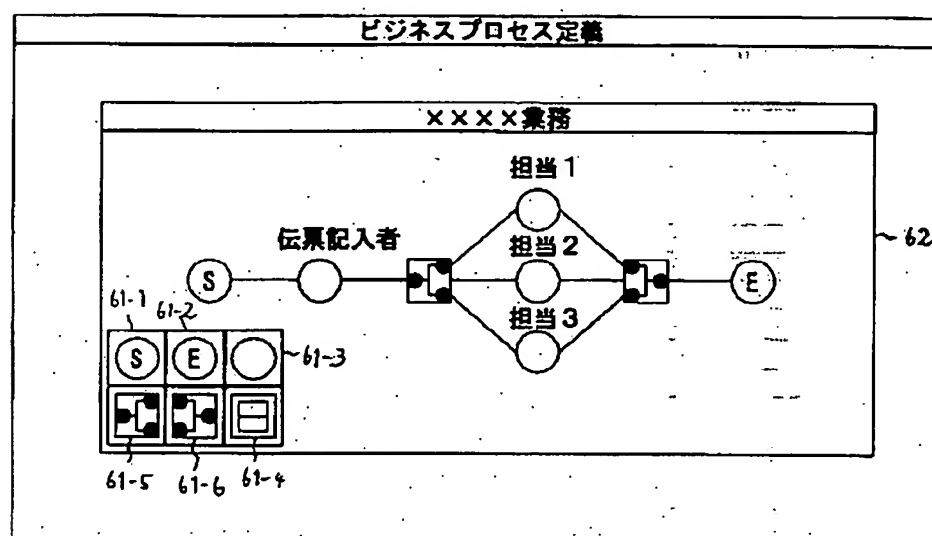 ビジネスプロセス定義
××××業務
担当1
伝票記入者
担当2
62
S
E
担当3
61-1
61-2
S
E
61-3
61-5
61-6
61-4